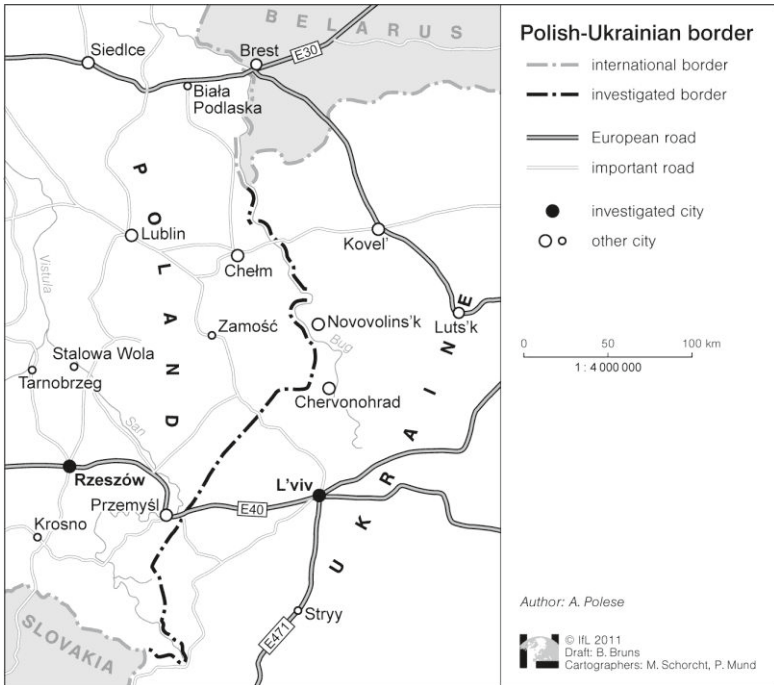 BELARUS
Siedlce
Brest
E30
Biała
Podlaska
POLAND
Vistula
Lublin
Chełm
Kovel'
Zamość
Novovolins'k
Luts'k
Bug
Stalowa Wola
Tarnobrzeg
Chervonohrad
San
UKRAINE
Rzeszów
L'viv
Przemyśl
E40
Krosno
Stryy
SLOVAKIA
E471
Polish-Ukrainian border
international border
investigated border
European road
important road
investigated city
other city
0 50 100 km
1 : 4 000 000
Author: A. Polese
© IfL 2011
Draft: B. Bruns
Cartographers: M. Schorcht, P. Mund